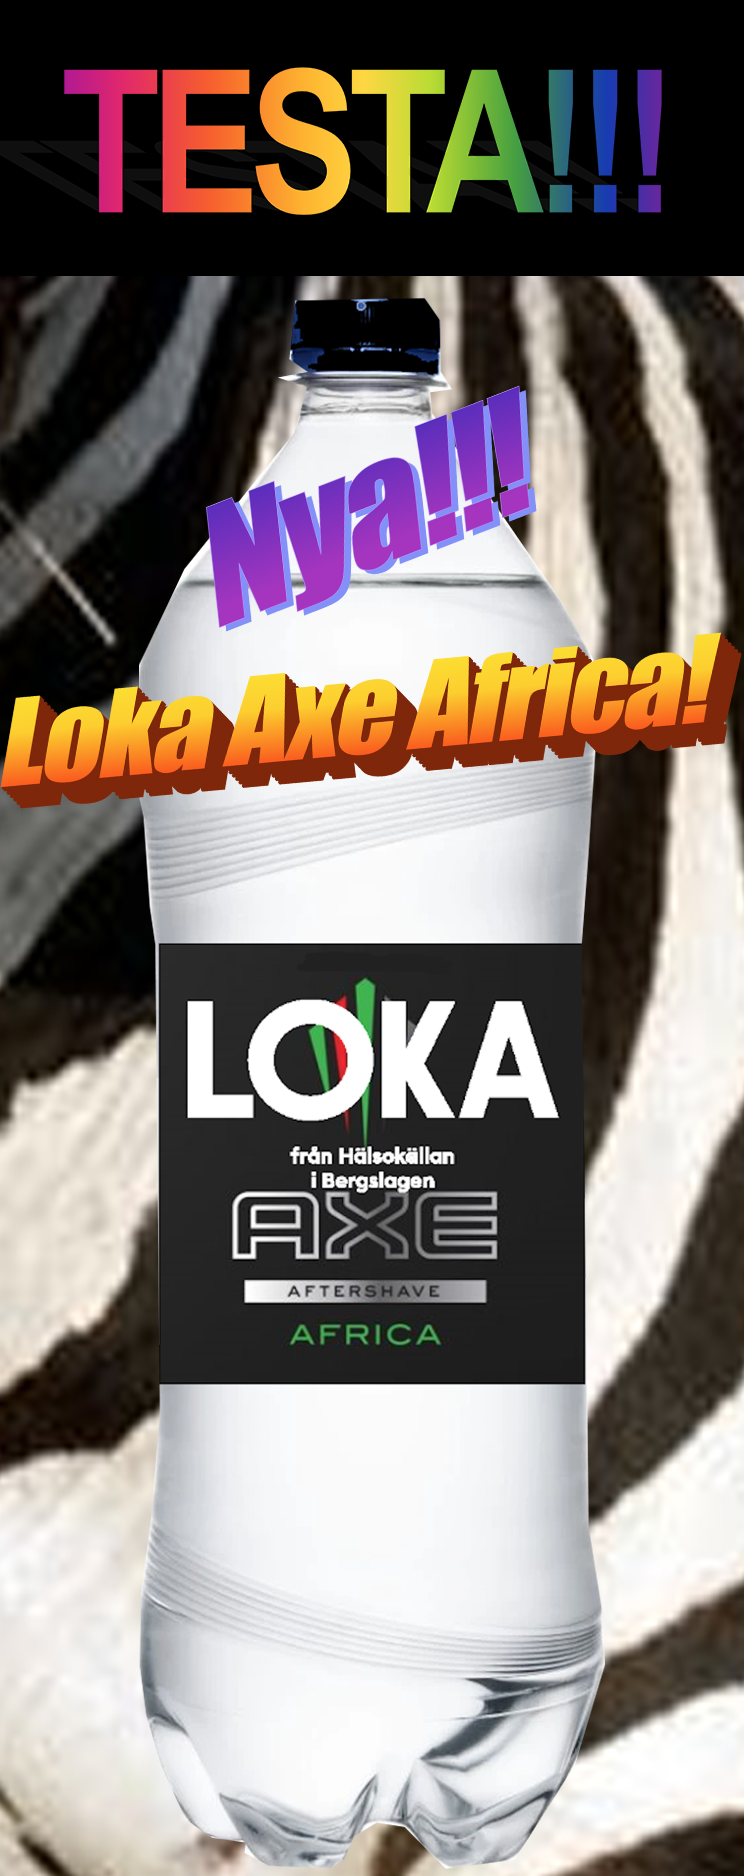 TESTA!!!
Nya!!!
Loka Axe Africa!
LOKA
från Hälsokällan
i Bergslagen
AXE
AFTERSHAVE
AFRICA